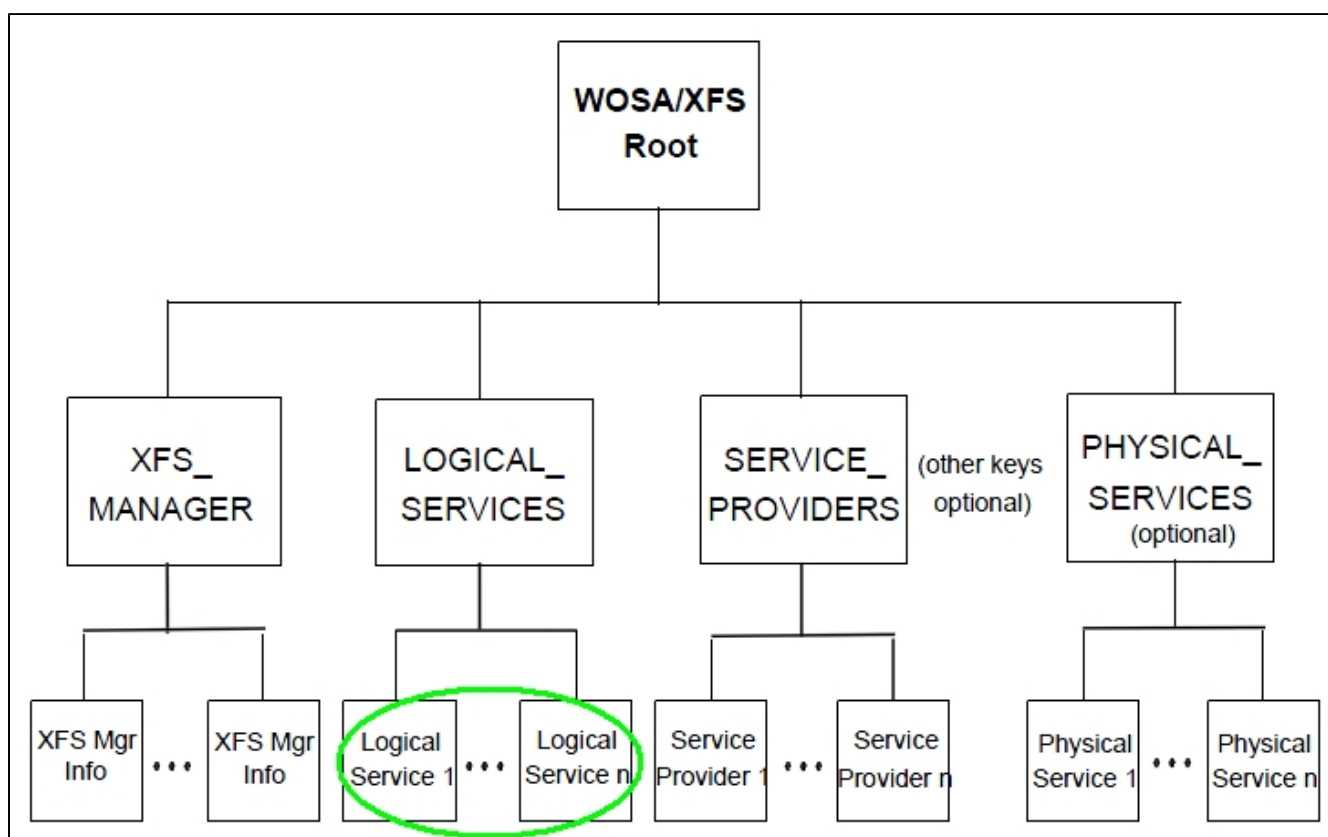 WOSA/XFS
Root
XFS_
MANAGER
LOGICAL_
SERVICES
SERVICE_
PROVIDERS
(other keys
optional)
PHYSICAL_
SERVICES
(optional)
XFS Mgr
Info
•••
XFS Mgr
Info
Logical
Service 1
•••
Logical
Service n
Service
Provider 1
•••
Service
Provider n
Physical
Service 1
•••
Physical
Service n